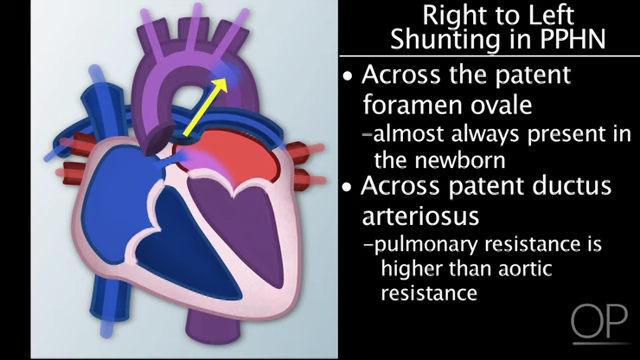 Right to Left
Shunting in PPHN
• Across the patent
foramen ovale
–almost always present in
the newborn
• Across patent ductus
arteriosus
–pulmonary resistance is
higher than aortic
resistance
OP